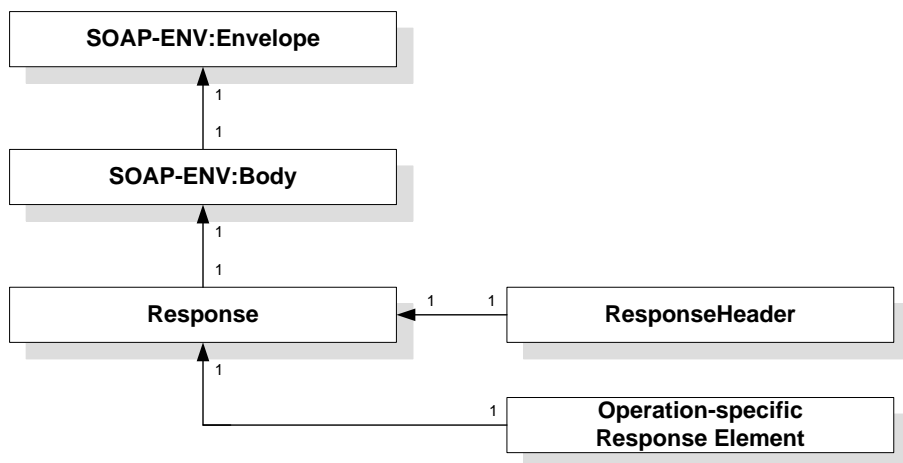 SOAP-ENV:Envelope
1
1
SOAP-ENV:Body
1
1
Response
1 1
ResponseHeader
1
1
Operation-specific
Response Element